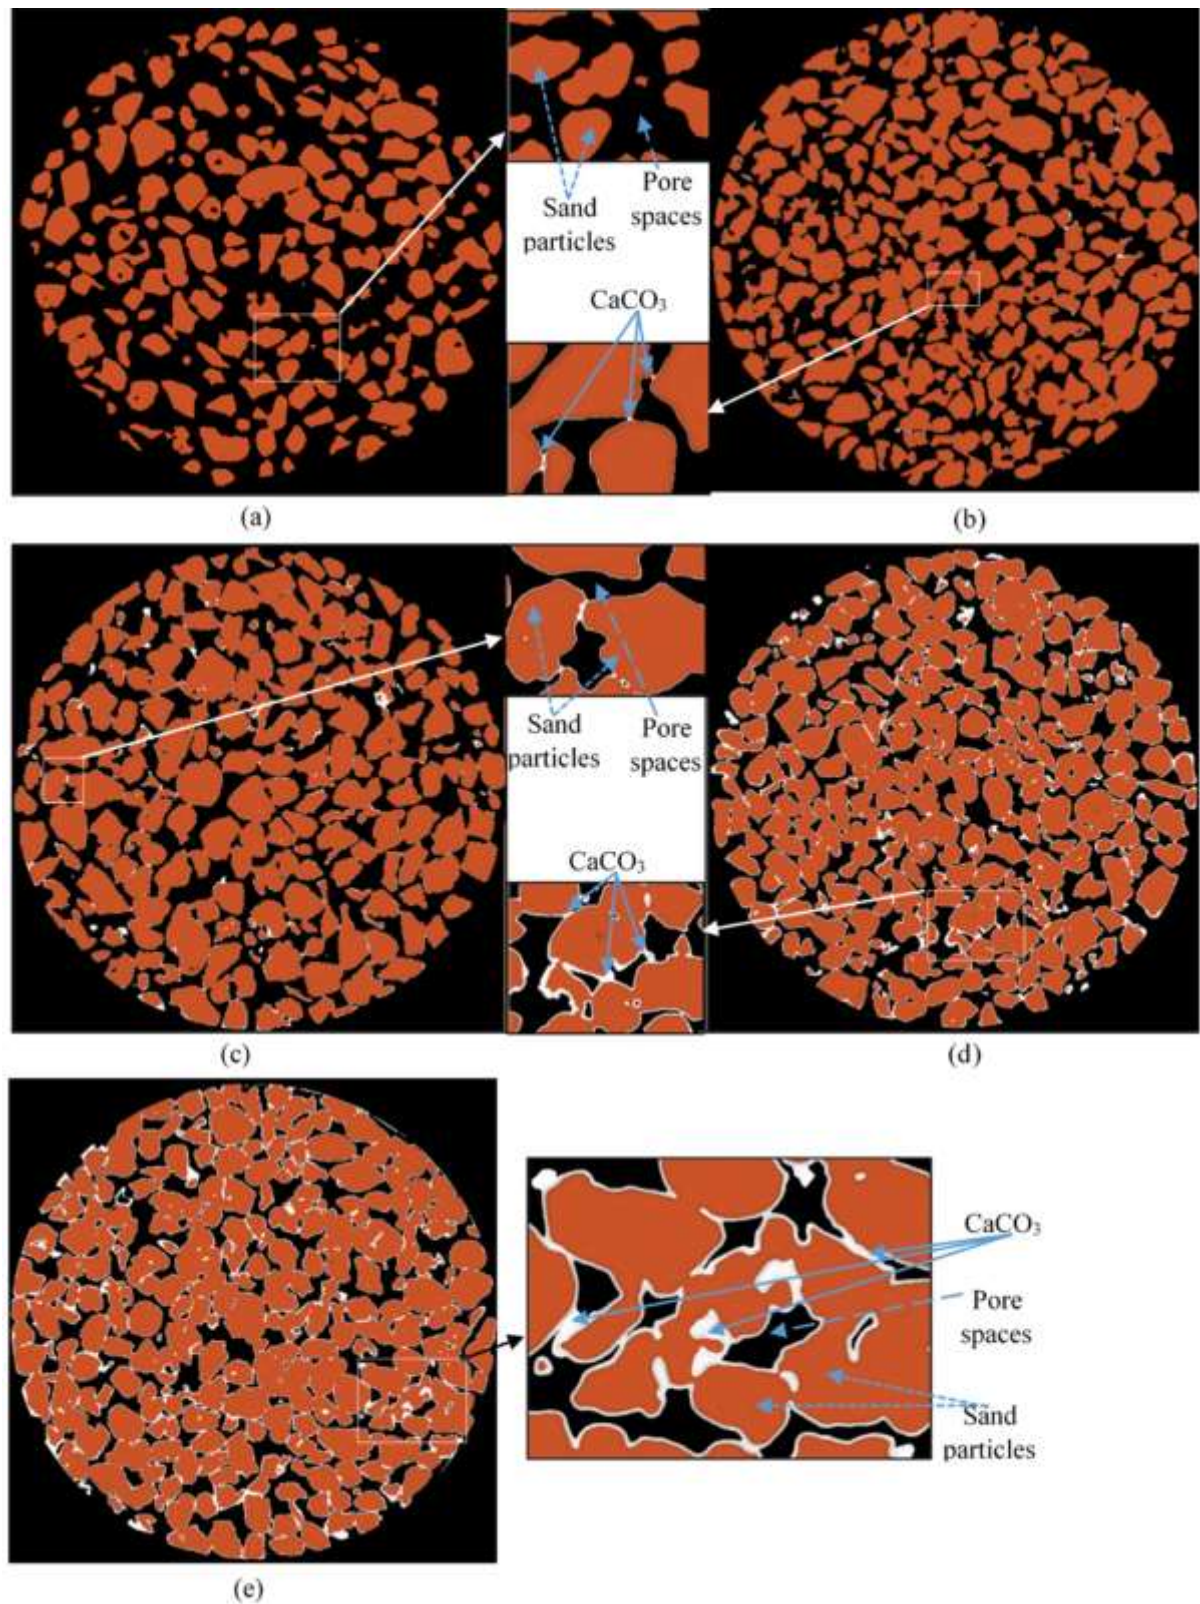 Pore
spaces
Sand
particles
CaCO₃
(a)
(b)
Sand
particles
Pore
spaces
CaCO₃
(c)
(d)
CaCO₃
Pore
spaces
Sand
particles
(e)